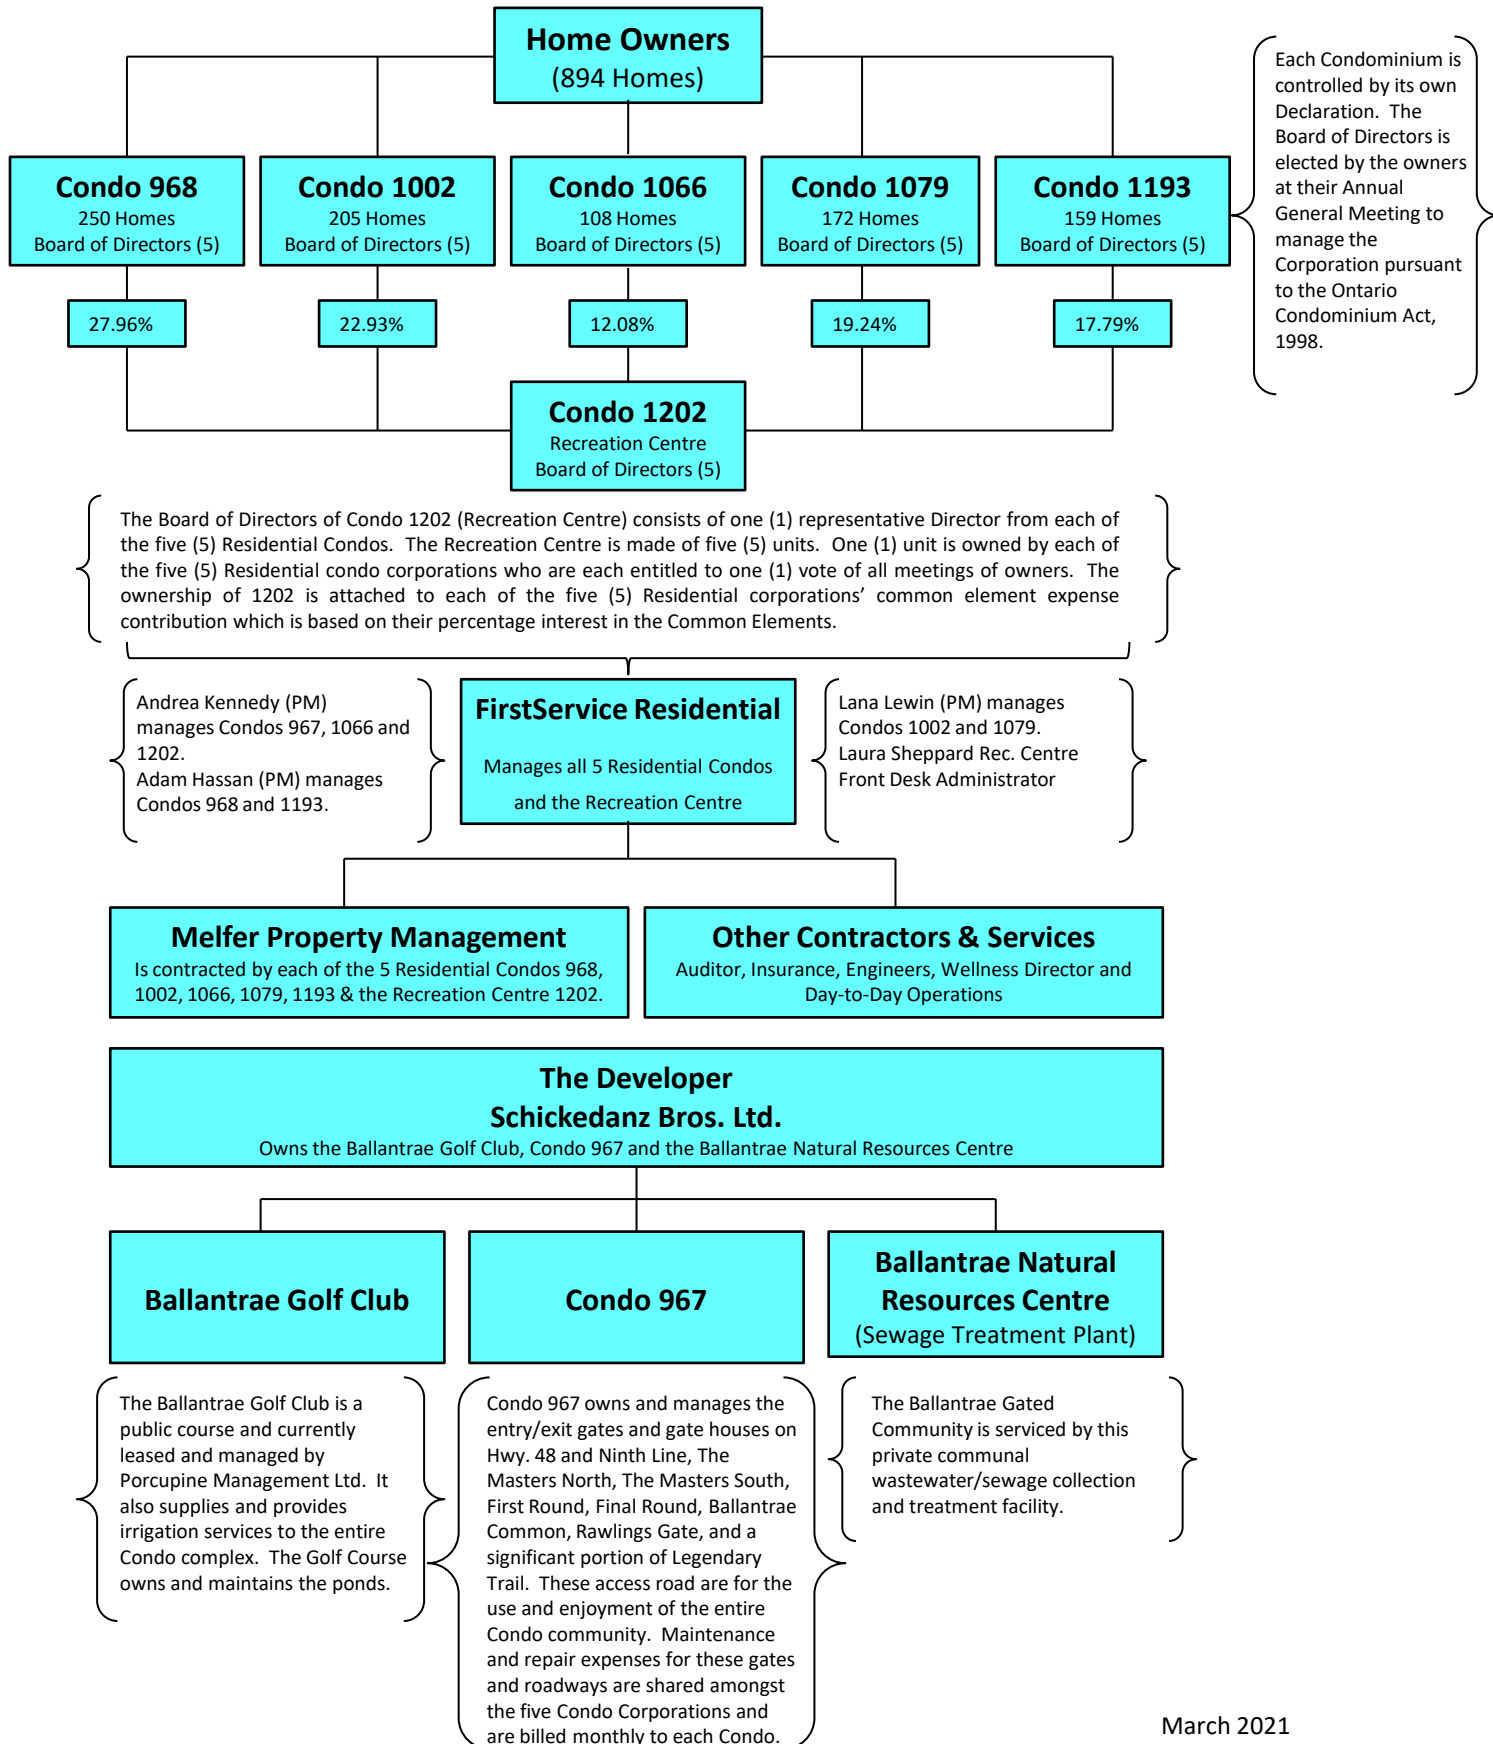 Home Owners
(894 Homes)
Each Condominium is
controlled by its own
Declaration. The
Board of Directors is
elected by the owners
at their Annual
General Meeting to
manage the
Corporation pursuant
to the Ontario
Condominium Act,
1998.
Condo 968
250 Homes
Board of Directors (5)
Condo 1002
205 Homes
Board of Directors (5)
Condo 1066
108 Homes
Board of Directors (5)
Condo 1079
172 Homes
Board of Directors (5)
Condo 1193
159 Homes
Board of Directors (5)
27.96%
22.93%
12.08%
19.24%
17.79%
Condo 1202
Recreation Centre
Board of Directors (5)
The Board of Directors of Condo 1202 (Recreation Centre) consists of one (1) representative Director from each of
the five (5) Residential Condos. The Recreation Centre is made of five (5) units. One (1) unit is owned by each of
the five (5) Residential condo corporations who are each entitled to one (1) vote of all meetings of owners. The
ownership of 1202 is attached to each of the five (5) Residential corporations’ common element expense
contribution which is based on their percentage interest in the Common Elements.
Andrea Kennedy (PM)
manages Condos 967, 1066 and
1202.
Adam Hassan (PM) manages
Condos 968 and 1193.
FirstService Residential
Manages all 5 Residential Condos
and the Recreation Centre
Lana Lewin (PM) manages
Condos 1002 and 1079.
Laura Sheppard Rec. Centre
Front Desk Administrator
Melfer Property Management
Is contracted by each of the 5 Residential Condos 968,
1002, 1066, 1079, 1193 & the Recreation Centre 1202.
Other Contractors & Services
Auditor, Insurance, Engineers, Wellness Director and
Day-to-Day Operations
The Developer
Schickedanz Bros. Ltd.
Owns the Ballantrae Golf Club, Condo 967 and the Ballantrae Natural Resources Centre
Ballantrae Golf Club
Condo 967
Ballantrae Natural
Resources Centre
(Sewage Treatment Plant)
The Ballantrae Golf Club is a
public course and currently
leased and managed by
Porcupine Management Ltd. It
also supplies and provides
irrigation services to the entire
Condo complex. The Golf Course
owns and maintains the ponds.
Condo 967 owns and manages the
entry/exit gates and gate houses on
Hwy. 48 and Ninth Line, The
Masters North, The Masters South,
First Round, Final Round, Ballantrae
Common, Rawlings Gate, and a
significant portion of Legendary
Trail. These access road are for the
use and enjoyment of the entire
Condo community. Maintenance
and repair expenses for these gates
and roadways are shared amongst
the five Condo Corporations and
are billed monthly to each Condo.
The Ballantrae Gated
Community is serviced by this
private communal
wastewater/sewage collection
and treatment facility.
March 2021